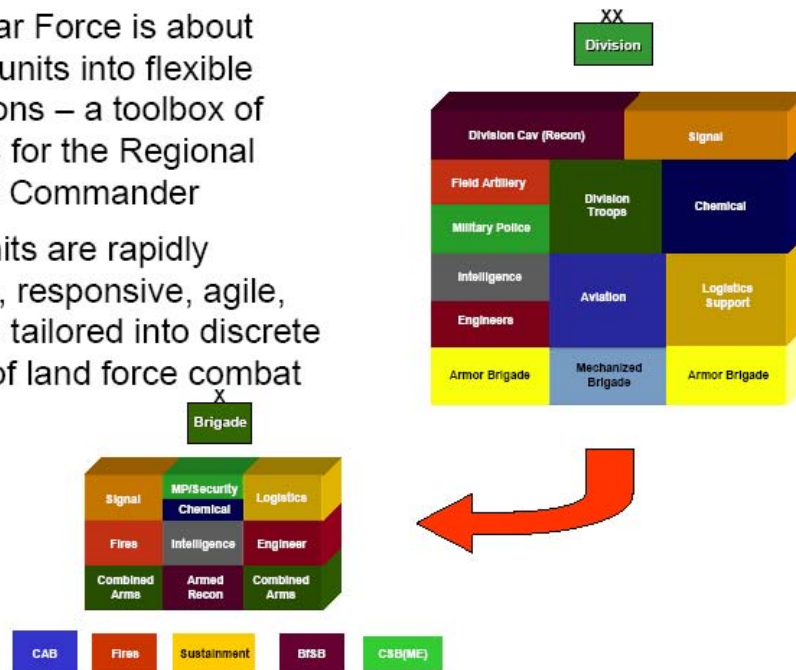 ar Force is about
units into flexible
ons – a toolbox of
for the Regional
Commander
nits are rapidly
, responsive, agile,
tailored into discrete
of land force combat
XX
Division
Division Cav (Recon)
Signal
Field Artillery
Division
Troops
Chemical
Military Police
Intelligence
Aviation
Logistics
Support
Engineers
Armor Brigade
Mechanized
Brigade
Armor Brigade
X
Brigade
Signal
MP/Security
Chemical
Logistics
Fires
Intelligence
Engineer
Combined
Arms
Armed
Recon
Combined
Arms
CAB
Fires
Sustainment
BfSB
CSB(ME)